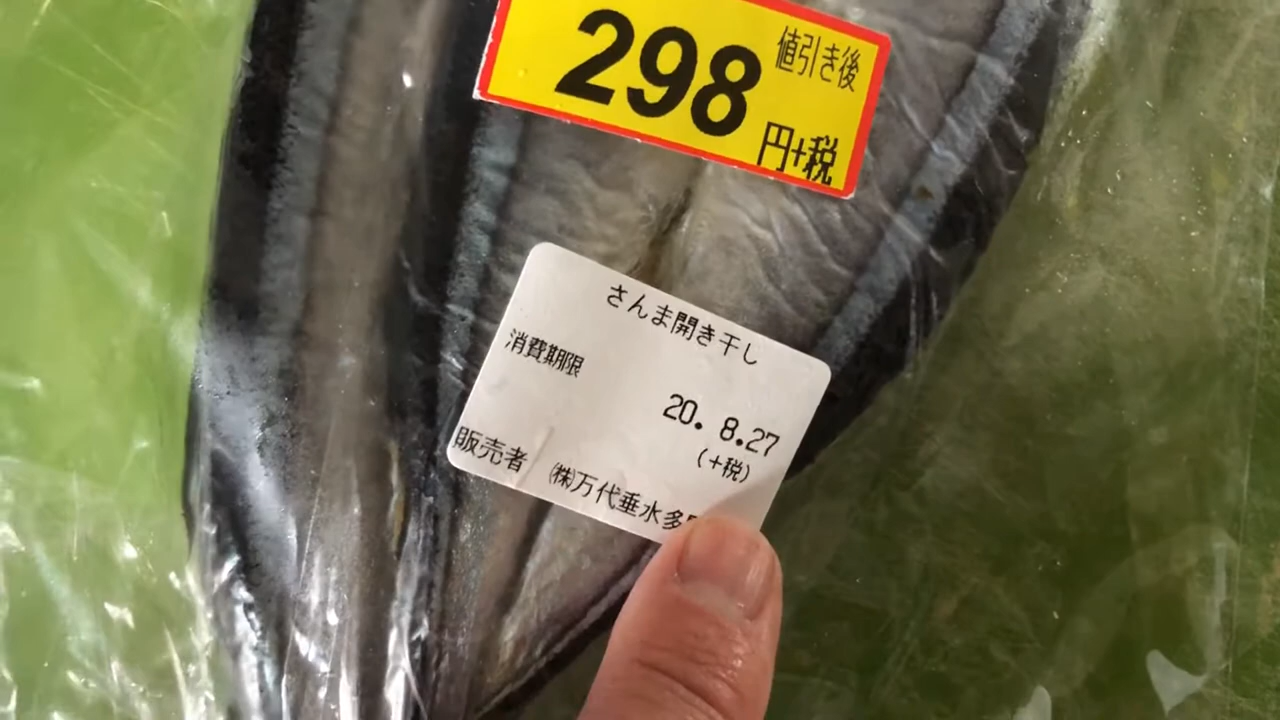 298
値引き後
円+税
さんま開き干し
消費期限
20. 8.27
(+税)
販売者 ㈱万代垂水多